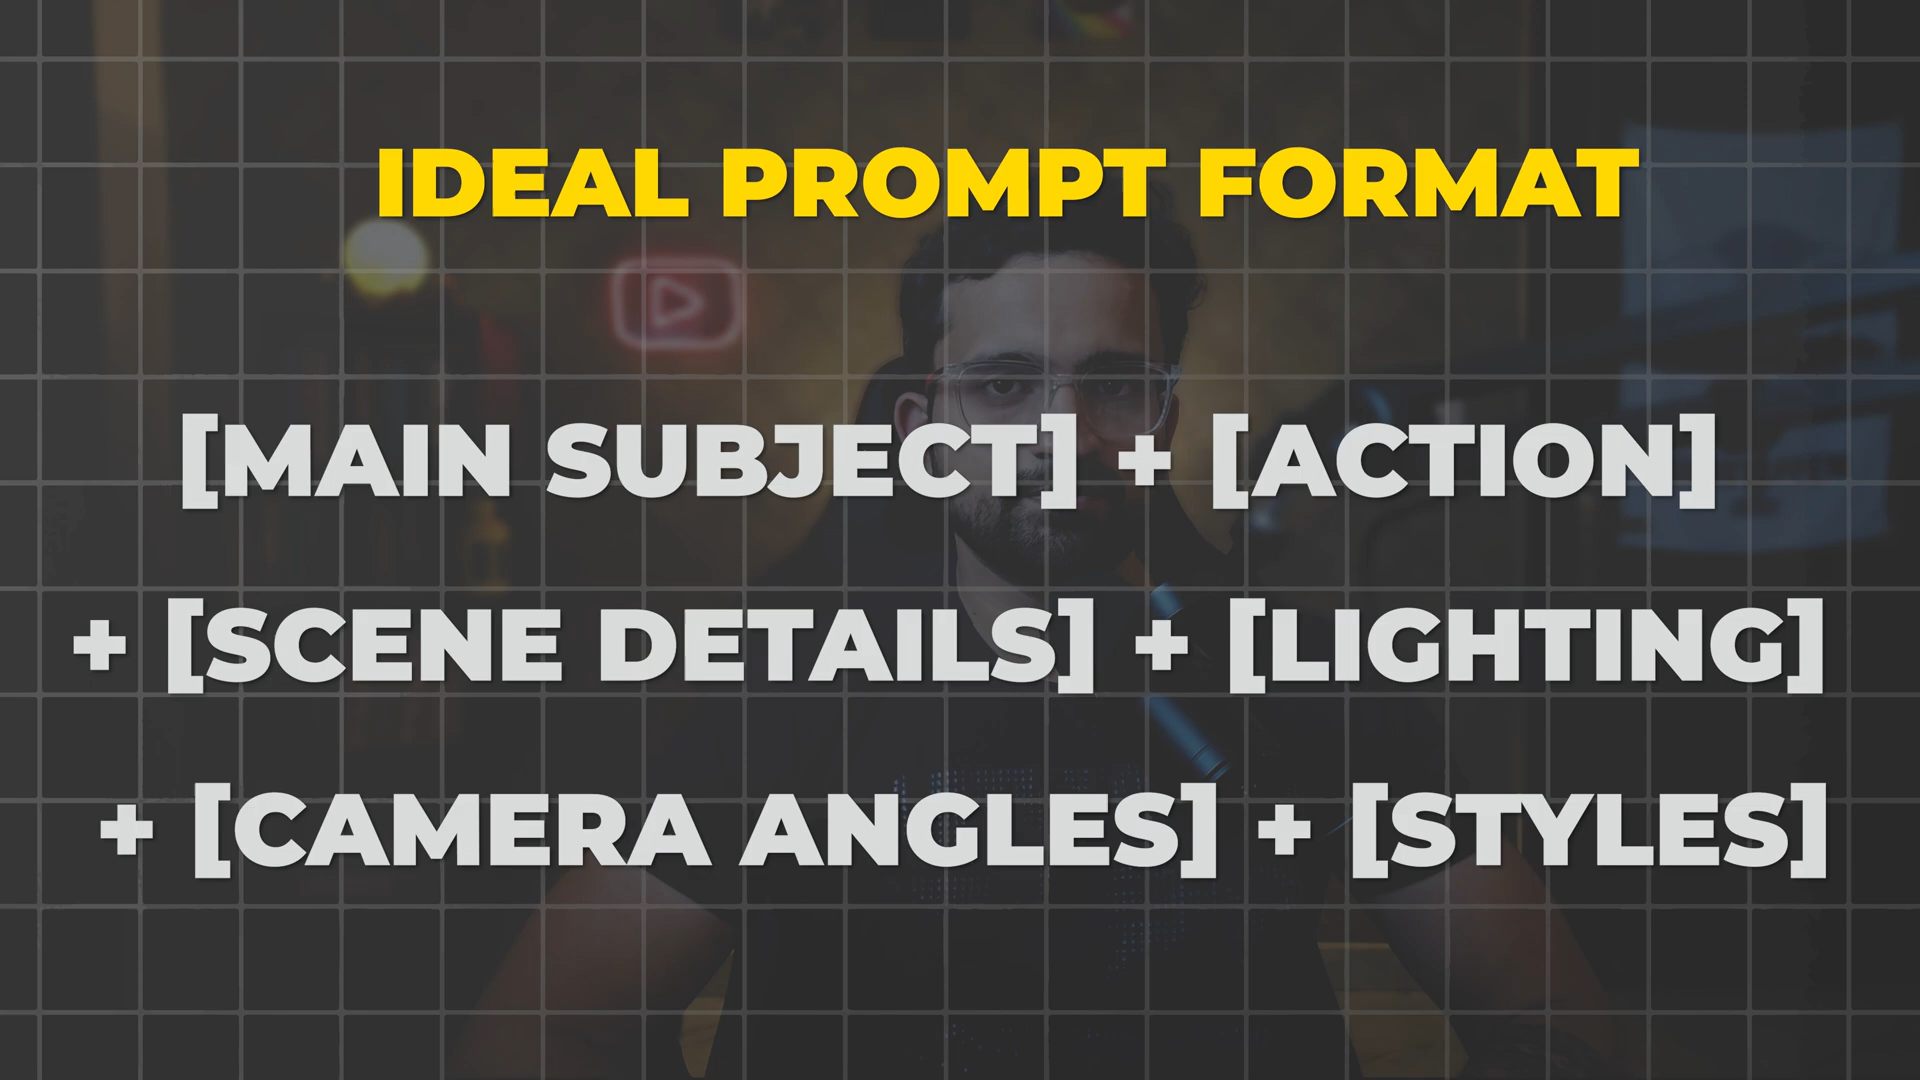 IDEAL PROMPT FORMAT
[MAIN SUBJECT] + [ACTION]
+ [SCENE DETAILS] + [LIGHTING]
+ [CAMERA ANGLES] + [STYLES]